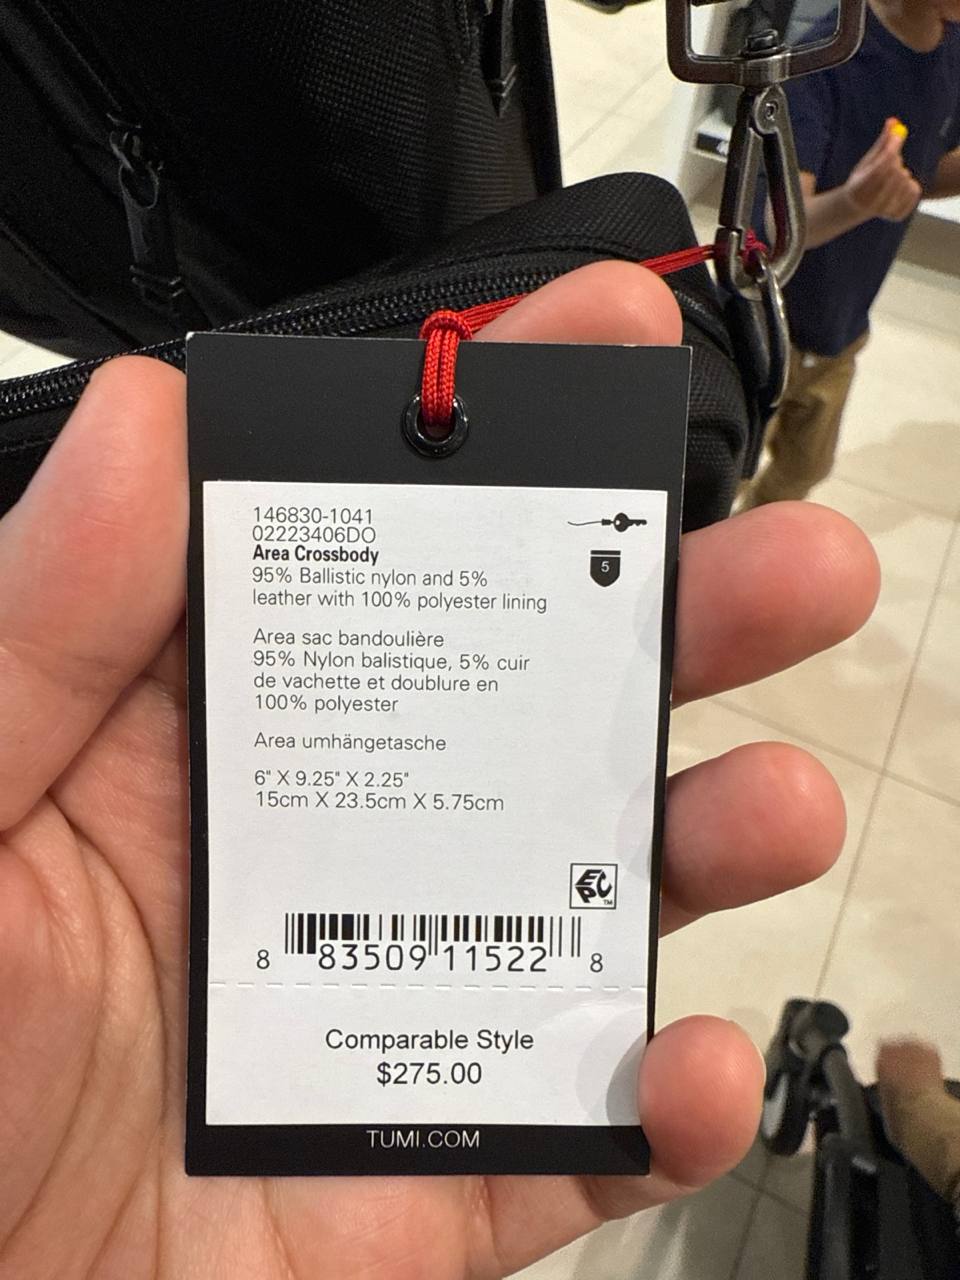 146830-1041
02223406DO
Area Crossbody
95% Ballistic nylon and 5%
leather with 100% polyester lining
5
Area sac bandoulière
95% Nylon balistique, 5% cuir
de vachette et doublure en
100% polyester
Area umhängetasche
6" X 9.25" X 2.25"
15cm X 23.5cm X 5.75cm
EPC™
8 83509 11522 8
Comparable Style
$275.00
TUMI.COM